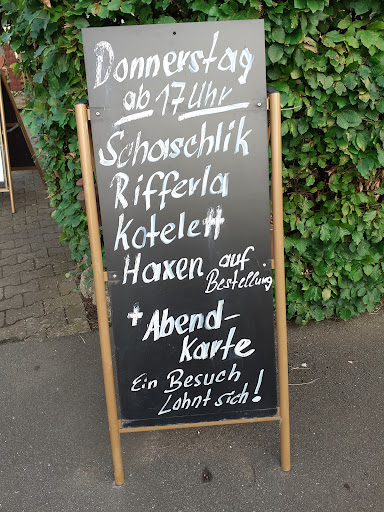 Donnerstag
ab 17 Uhr
Schaschlik
Rifferla
Kotelett
Haxen auf
Bestellung
+ Abend-
Karte
Ein Besuch
Lohnt sich!